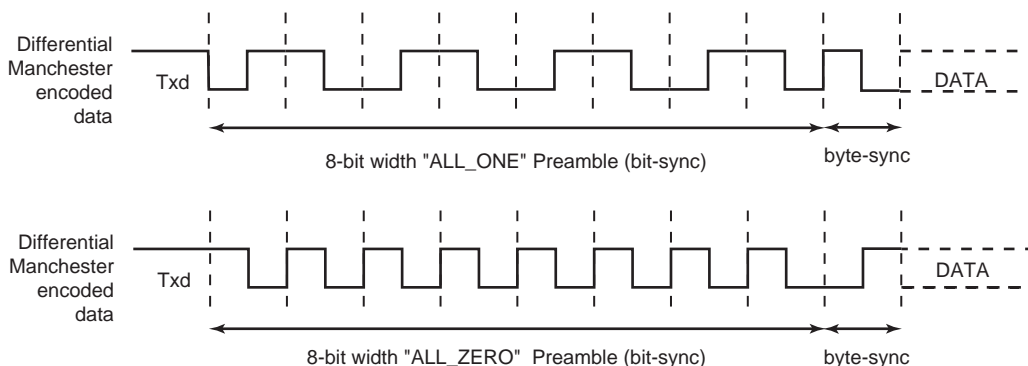 Differential
Manchester
encoded
data
Txd
DATA
8-bit width "ALL_ONE" Preamble (bit-sync)
byte-sync
Differential
Manchester
encoded
data
Txd
DATA
8-bit width "ALL_ZERO" Preamble (bit-sync)
byte-sync